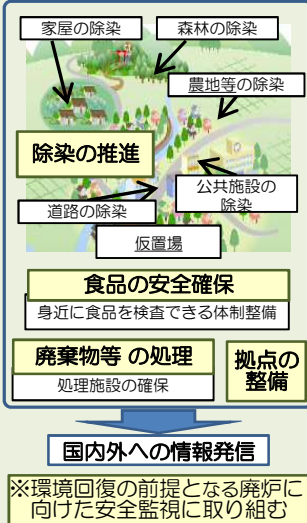 家屋の除染
森林の除染
農地等の除染
除染の推進
公共施設の
除染
道路の除染
仮置場
食品の安全確保
身近に食品を検査できる体制整備
廃棄物等 の処理
処理施設の確保
拠点の
整備
国内外への情報発信
※環境回復の前提となる廃炉に
向けた安全監視に取り組む